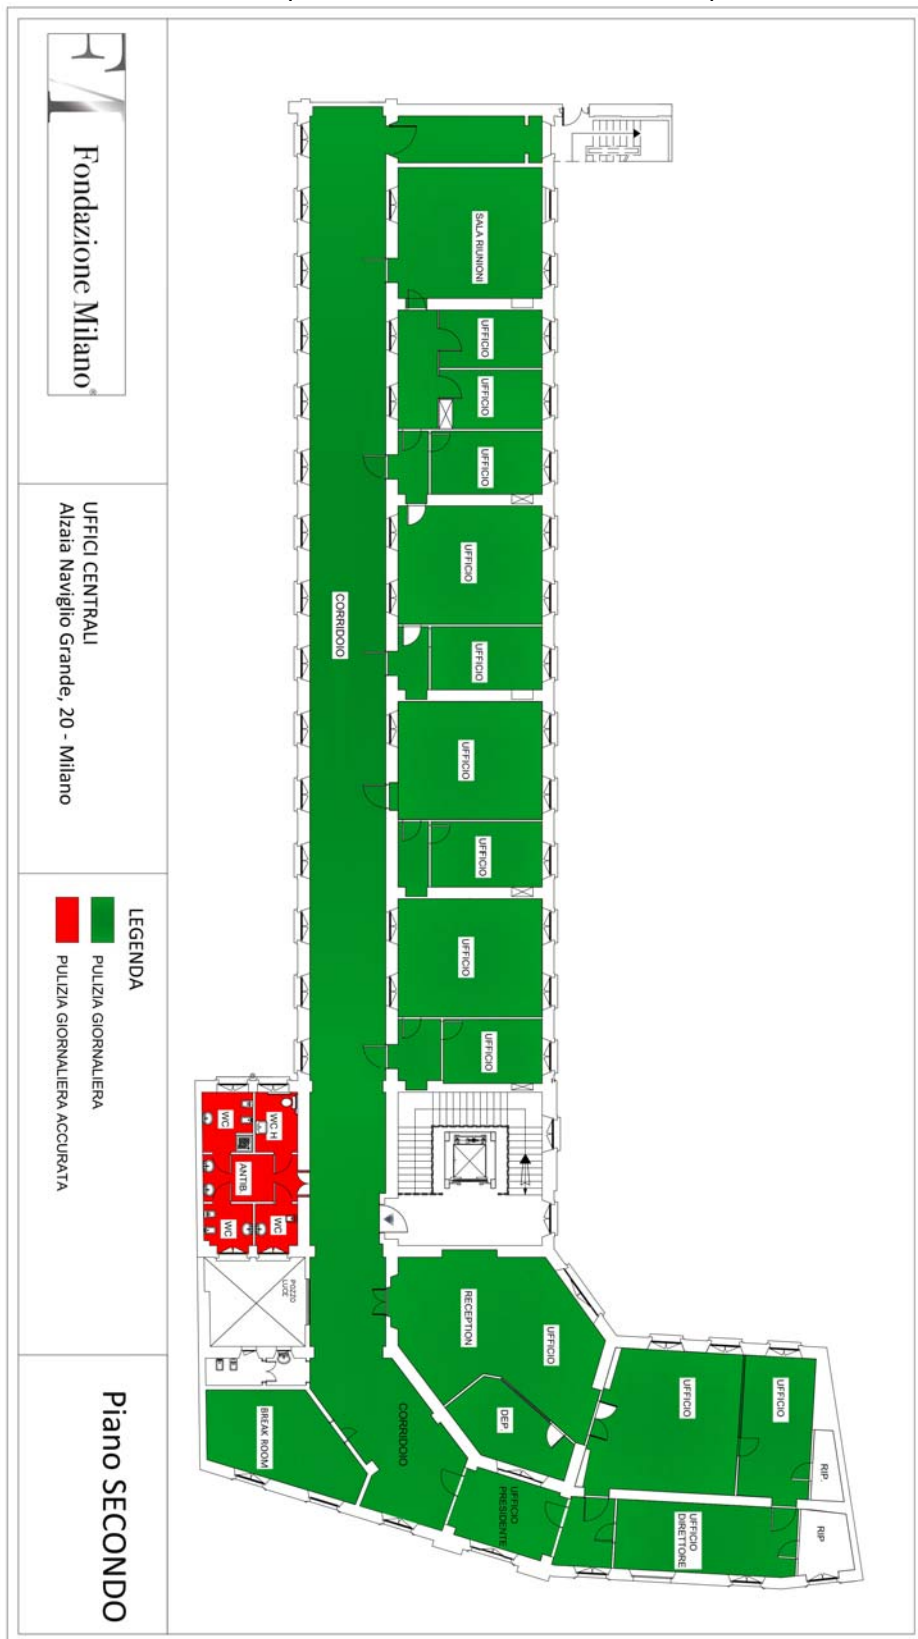 Fondazione Milano®
UFFICI CENTRALI
Alzaia Naviglio Grande, 20 - Milano
LEGENDA
PULIZIA GIORNALIERA
PULIZIA GIORNALIERA ACCURATA
Piano SECONDO
SALA RIUNIONI
UFFICIO
UFFICIO
UFFICIO
UFFICIO
UFFICIO
UFFICIO
UFFICIO
UFFICIO
UFFICIO
CORRIDOIO
WC
WC H
ANTIB.
WC
WC
POZZO
LUCE
RECEPTION
UFFICIO
DEP.
UFFICIO
UFFICIO
RIP.
RIP
BREAK ROOM
CORRIDOIO
UFFICIO
PRESIDENTE
UFFICIO
DIRETTORE